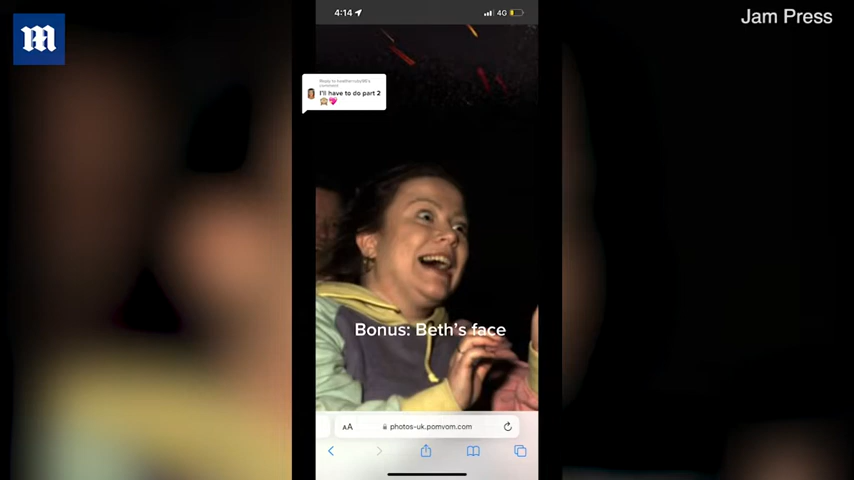 Jam Press
M
4:14
4G
I'll have to do part 2
🙈💖
Bonus: Beth's face
AA
photos-uk.pomvom.com